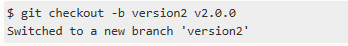 $ git checkout -b version2 v2.0.0
Switched to a new branch 'version2'